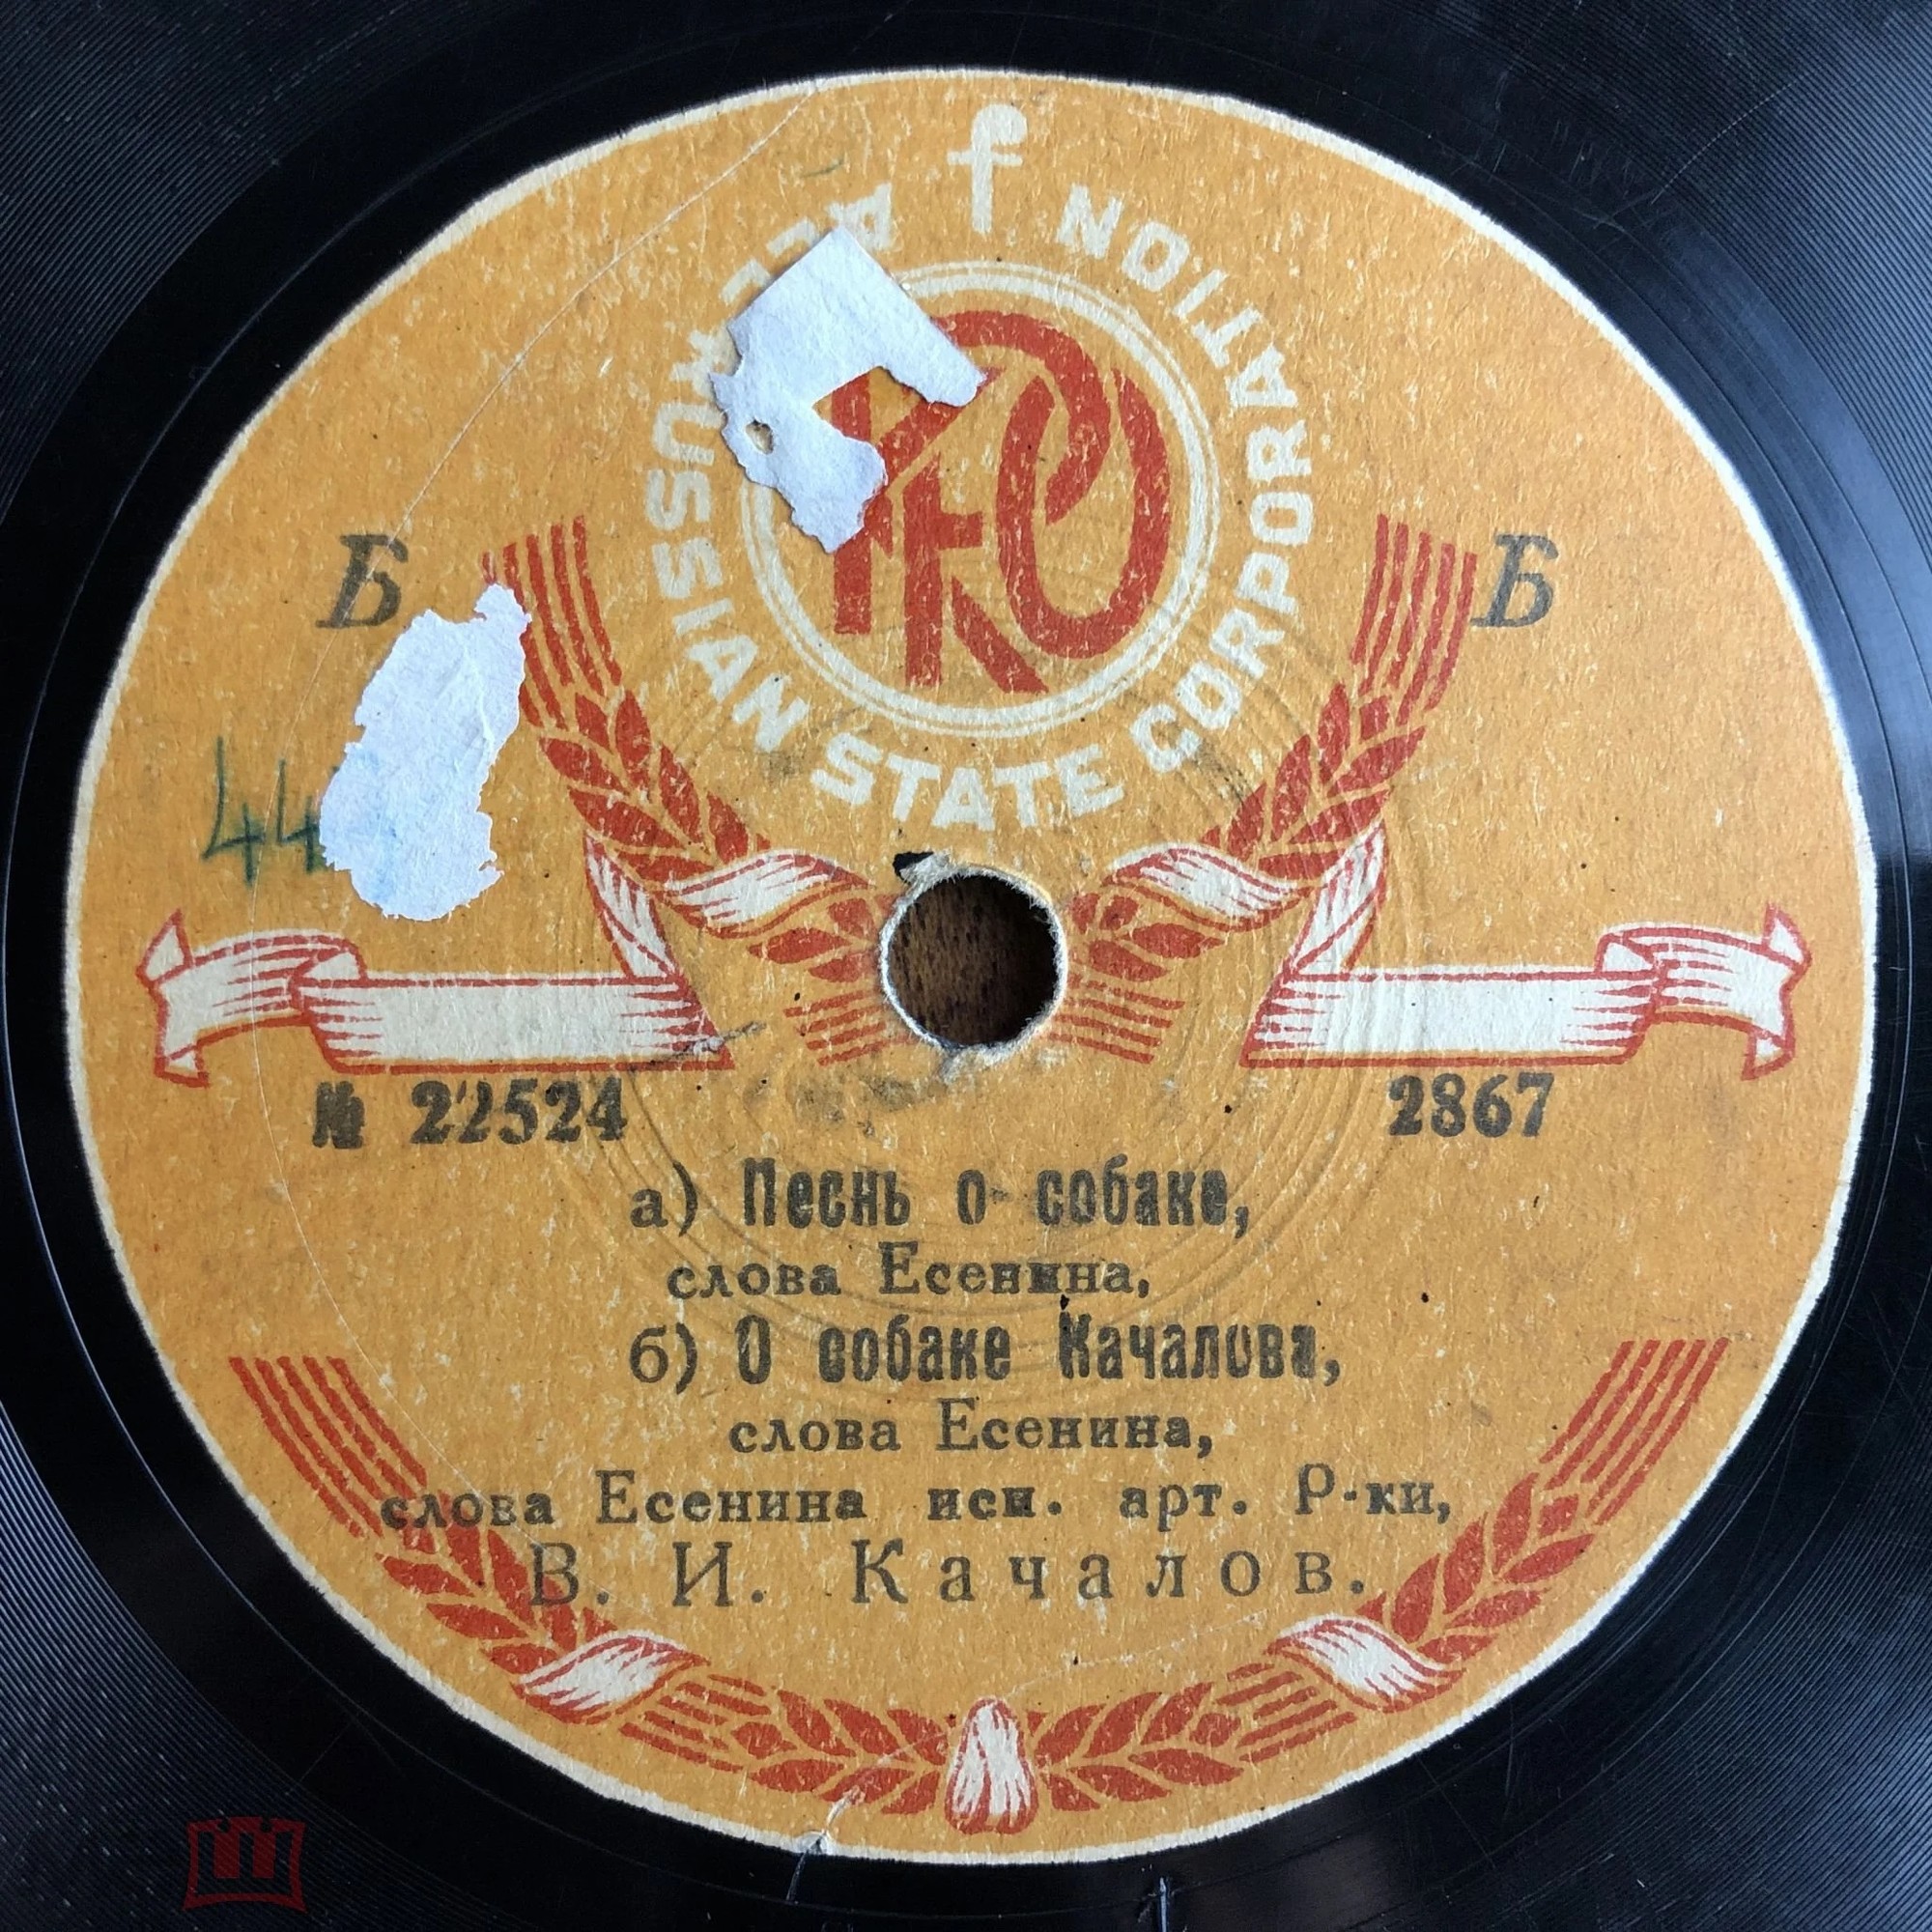 RUSSIAN STATE CORPORATION
Б Б
44
№ 22524 2867
а) Песнь о собаке,
слова Есенина,
б) О собаке Качалова,
слова Есенина,
слова Есенина исп. арт. Р-ки,
В. И. Качалов.